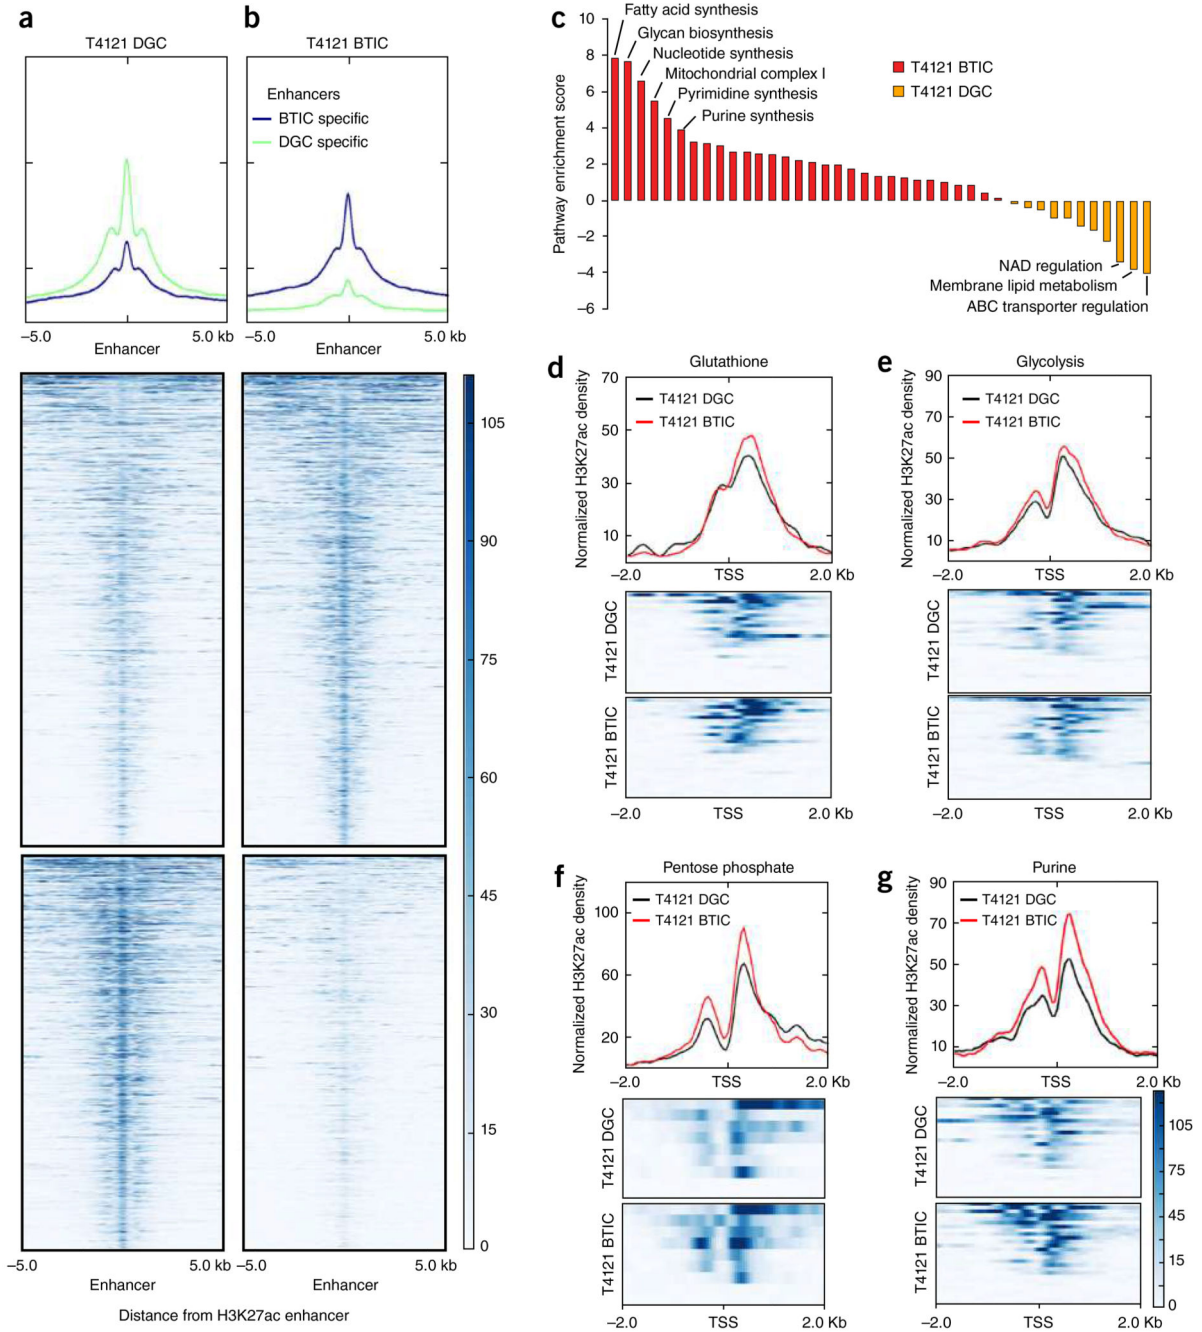 a
T4121 DGC
–5.0
5.0 kb
Enhancer
b
T4121 BTIC
Enhancers
BTIC specific
DGC specific
–5.0
5.0 kb
Enhancer
105
90
75
60
45
30
15
0
–5.0
5.0 kb
Enhancer
–5.0
5.0 kb
Enhancer
Distance from H3K27ac enhancer
c
Pathway enrichment score
10
8
6
4
2
0
–2
–4
–6
Fatty acid synthesis
Glycan biosynthesis
Nucleotide synthesis
Mitochondrial complex I
Pyrimidine synthesis
Purine synthesis
T4121 BTIC
T4121 DGC
NAD regulation
Membrane lipid metabolism
ABC transporter regulation
d
Glutathione
Normalized H3K27ac density
70
50
30
10
T4121 DGC
T4121 BTIC
–2.0
TSS
2.0 Kb
T4121 DGC
T4121 BTIC
–2.0
TSS
2.0 Kb
e
Glycolysis
Normalized H3K27ac density
90
70
50
30
10
T4121 DGC
T4121 BTIC
–2.0
TSS
2.0 Kb
T4121 DGC
T4121 BTIC
–2.0
TSS
2.0 Kb
f
Pentose phosphate
Normalized H3K27ac density
100
60
20
T4121 DGC
T4121 BTIC
–2.0
TSS
2.0 Kb
T4121 DGC
T4121 BTIC
–2.0
TSS
2.0 Kb
g
Purine
Normalized H3K27ac density
90
70
50
30
10
T4121 DGC
T4121 BTIC
–2.0
TSS
2.0 Kb
T4121 DGC
T4121 BTIC
–2.0
TSS
2.0 Kb
105
75
45
15
0